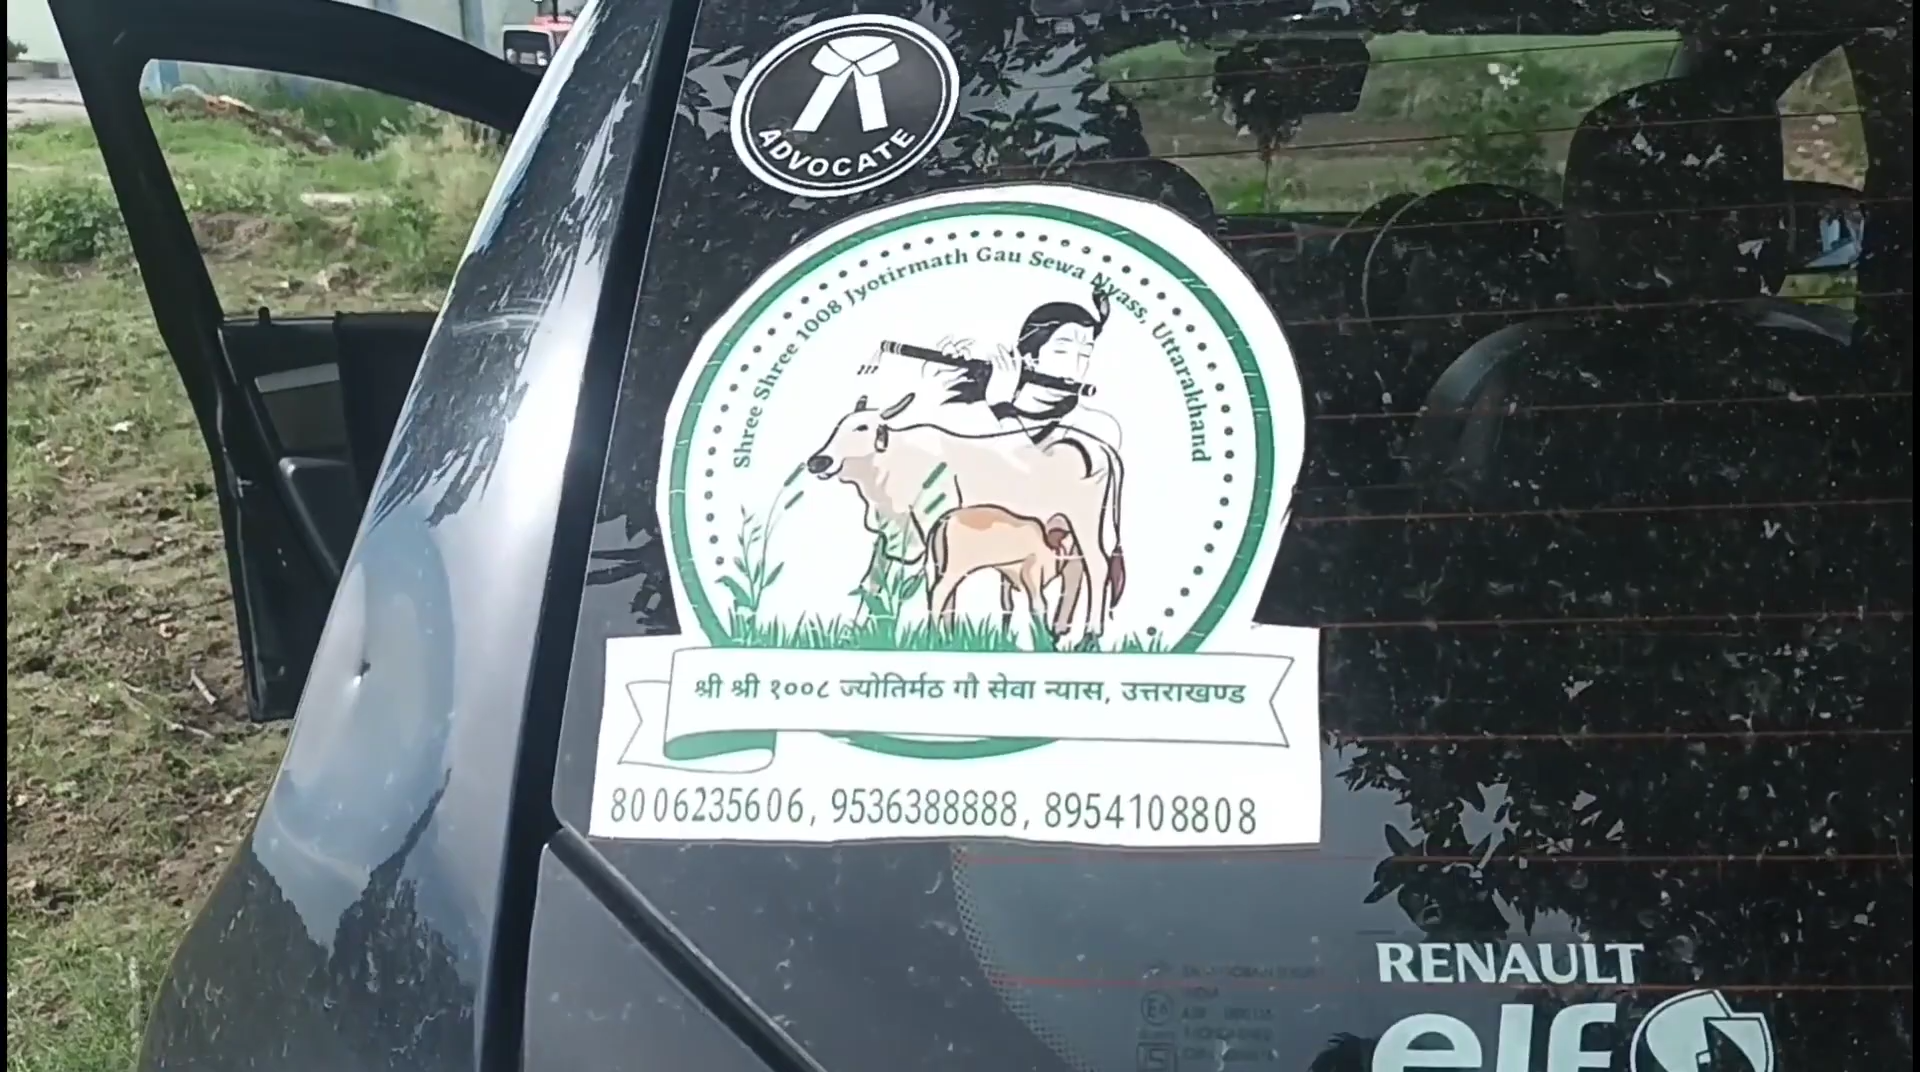 ADVOCATE
Shree Shree 1008 Jyotirmath Gau Sewa Nyass, Uttarakhand
श्री श्री १००८ ज्योतिर्मठ गौ सेवा न्यास, उत्तराखण्ड
8006235606, 9536388888, 8954108808
RENAULT
elf